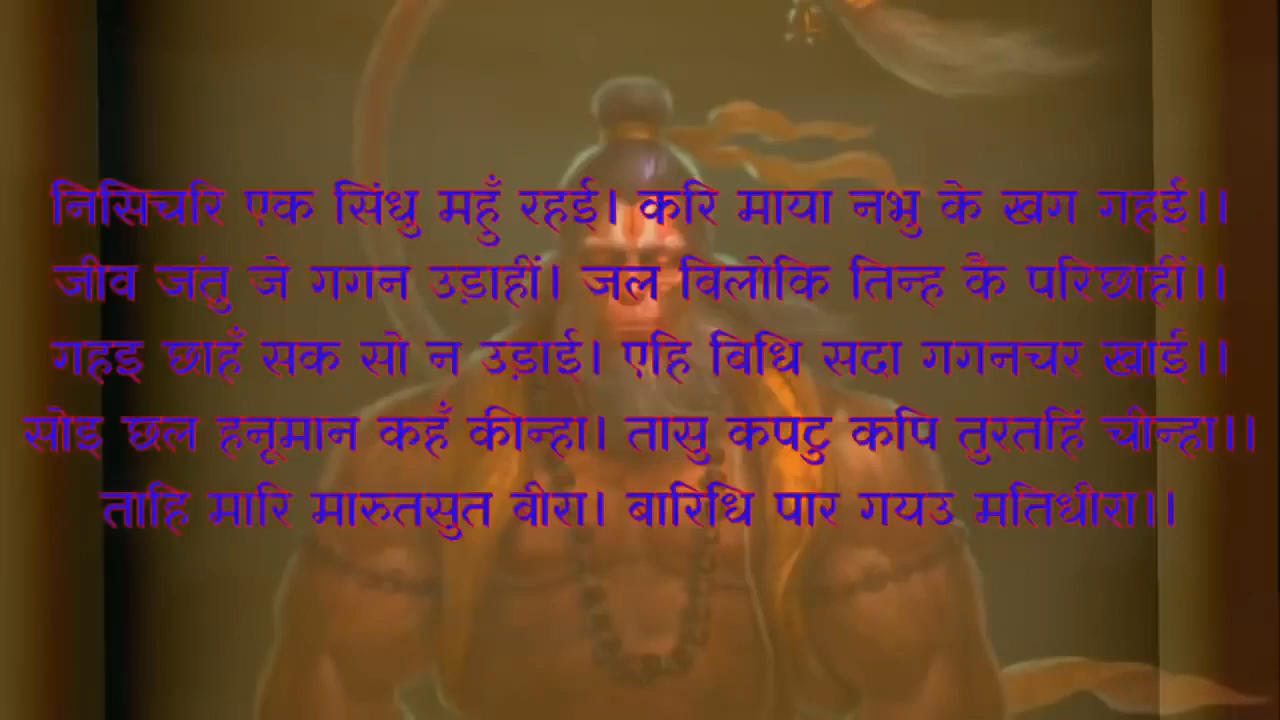 निसिचरि एक सिंधु महुँ रहई। करि माया नभु के खग गहई।।
जीव जंतु जे गगन उड़ाहीं। जल विलोकि तिन्ह कै परिछाहीं।।
गहइ छाहँ सक सो न उड़ाई। एहि विधि सदा गगनचर खाई।।
सोइ छल हनूमान कहँ कीन्हा। तासु कपटु कपि तुरतहिं चीन्हा।।
ताहि मारि मारुतसुत वीरा। बारिधि पार गयउ मतिधीरा।।